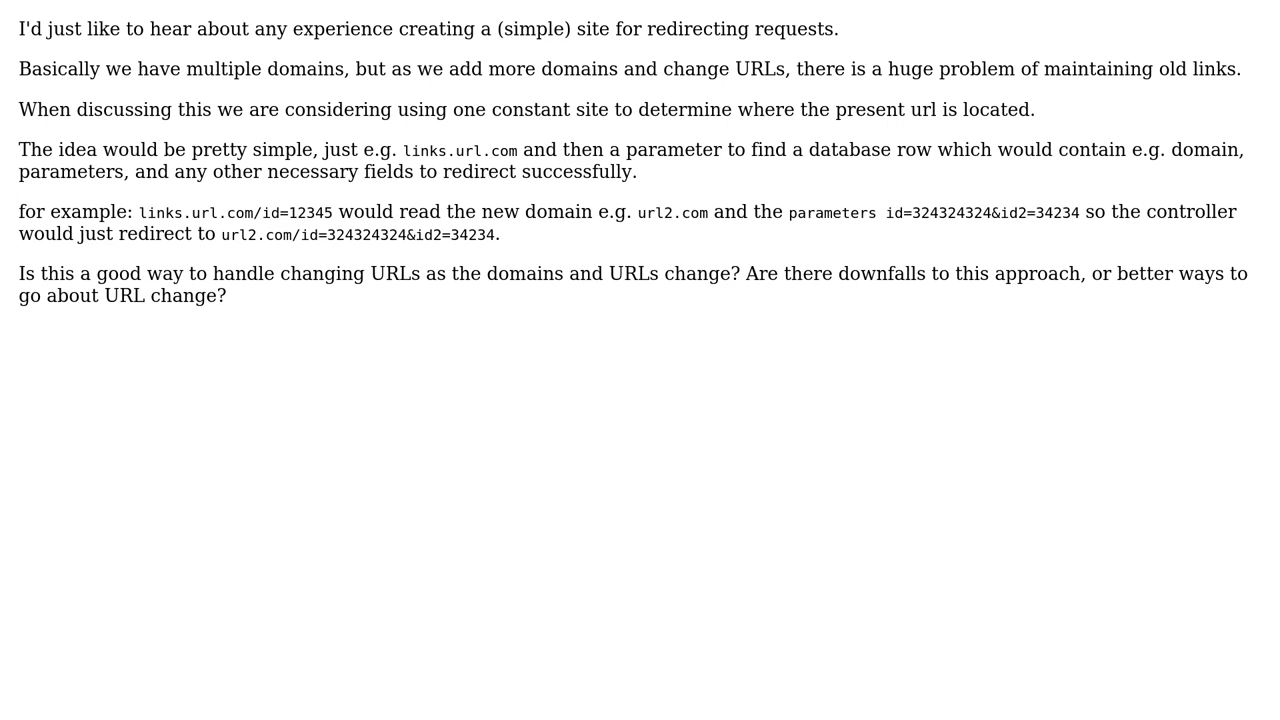 I'd just like to hear about any experience creating a (simple) site for redirecting requests.
Basically we have multiple domains, but as we add more domains and change URLs, there is a huge problem of maintaining old links.
When discussing this we are considering using one constant site to determine where the present url is located.
The idea would be pretty simple, just e.g. links.url.com and then a parameter to find a database row which would contain e.g. domain,
parameters, and any other necessary fields to redirect successfully.
for example: links.url.com/id=12345 would read the new domain e.g. url2.com and the parameters id=324324324&id2=34234 so the controller
would just redirect to url2.com/id=324324324&id2=34234.
Is this a good way to handle changing URLs as the domains and URLs change? Are there downfalls to this approach, or better ways to
go about URL change?